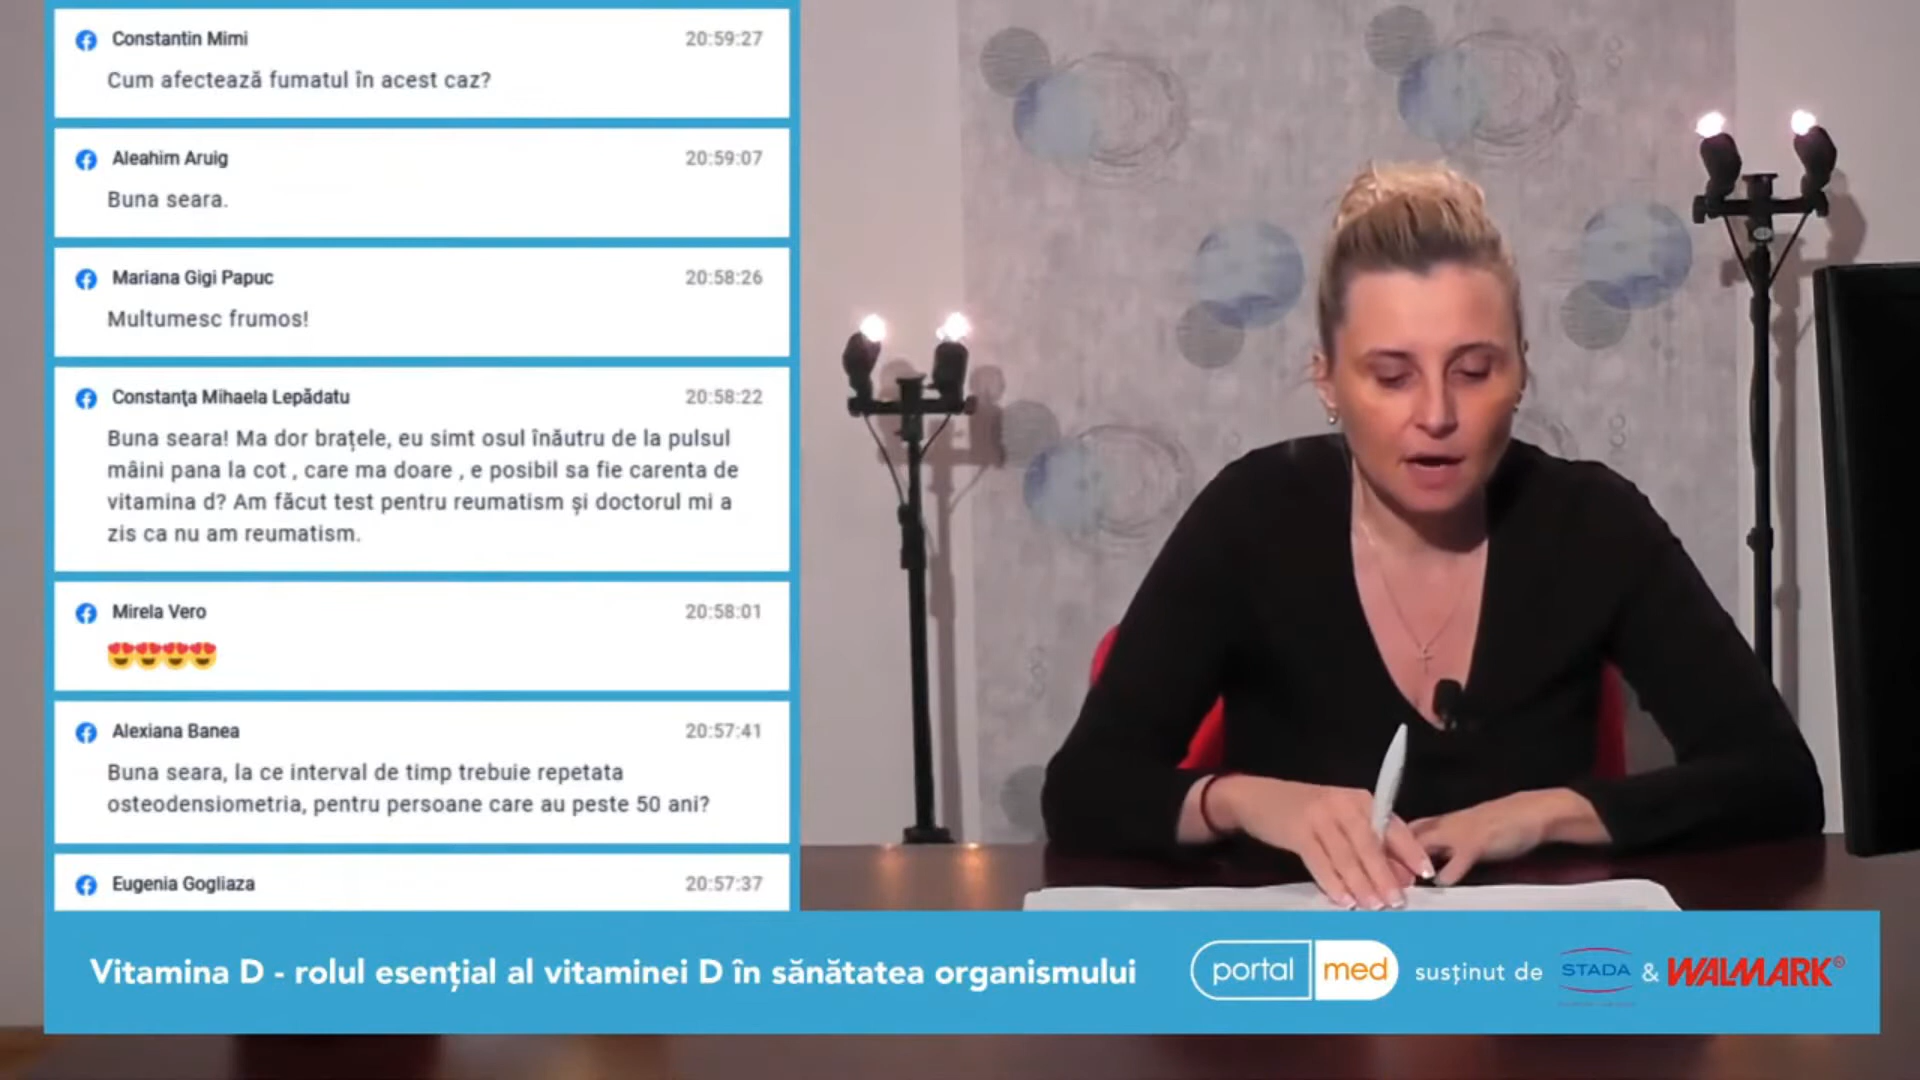 Constantin Mimi 20:59:27
Cum afectează fumatul în acest caz?
Aleahim Aruig 20:59:07
Buna seara.
Mariana Gigi Papuc 20:58:26
Multumesc frumos!
Constanţa Mihaela Lepădatu 20:58:22
Buna seara! Ma dor brațele, eu simt osul înăutru de la pulsul
mâini pana la cot , care ma doare , e posibil sa fie carenta de
vitamina d? Am făcut test pentru reumatism și doctorul mi a
zis ca nu am reumatism.
Mirela Vero 20:58:01
😍😍😍😍
Alexiana Banea 20:57:41
Buna seara, la ce interval de timp trebuie repetata
osteodensiometria, pentru persoane care au peste 50 ani?
Eugenia Gogliaza 20:57:37
Vitamina D - rolul esențial al vitaminei D în sănătatea organismului
portal med susținut de STADA & WALMARK®